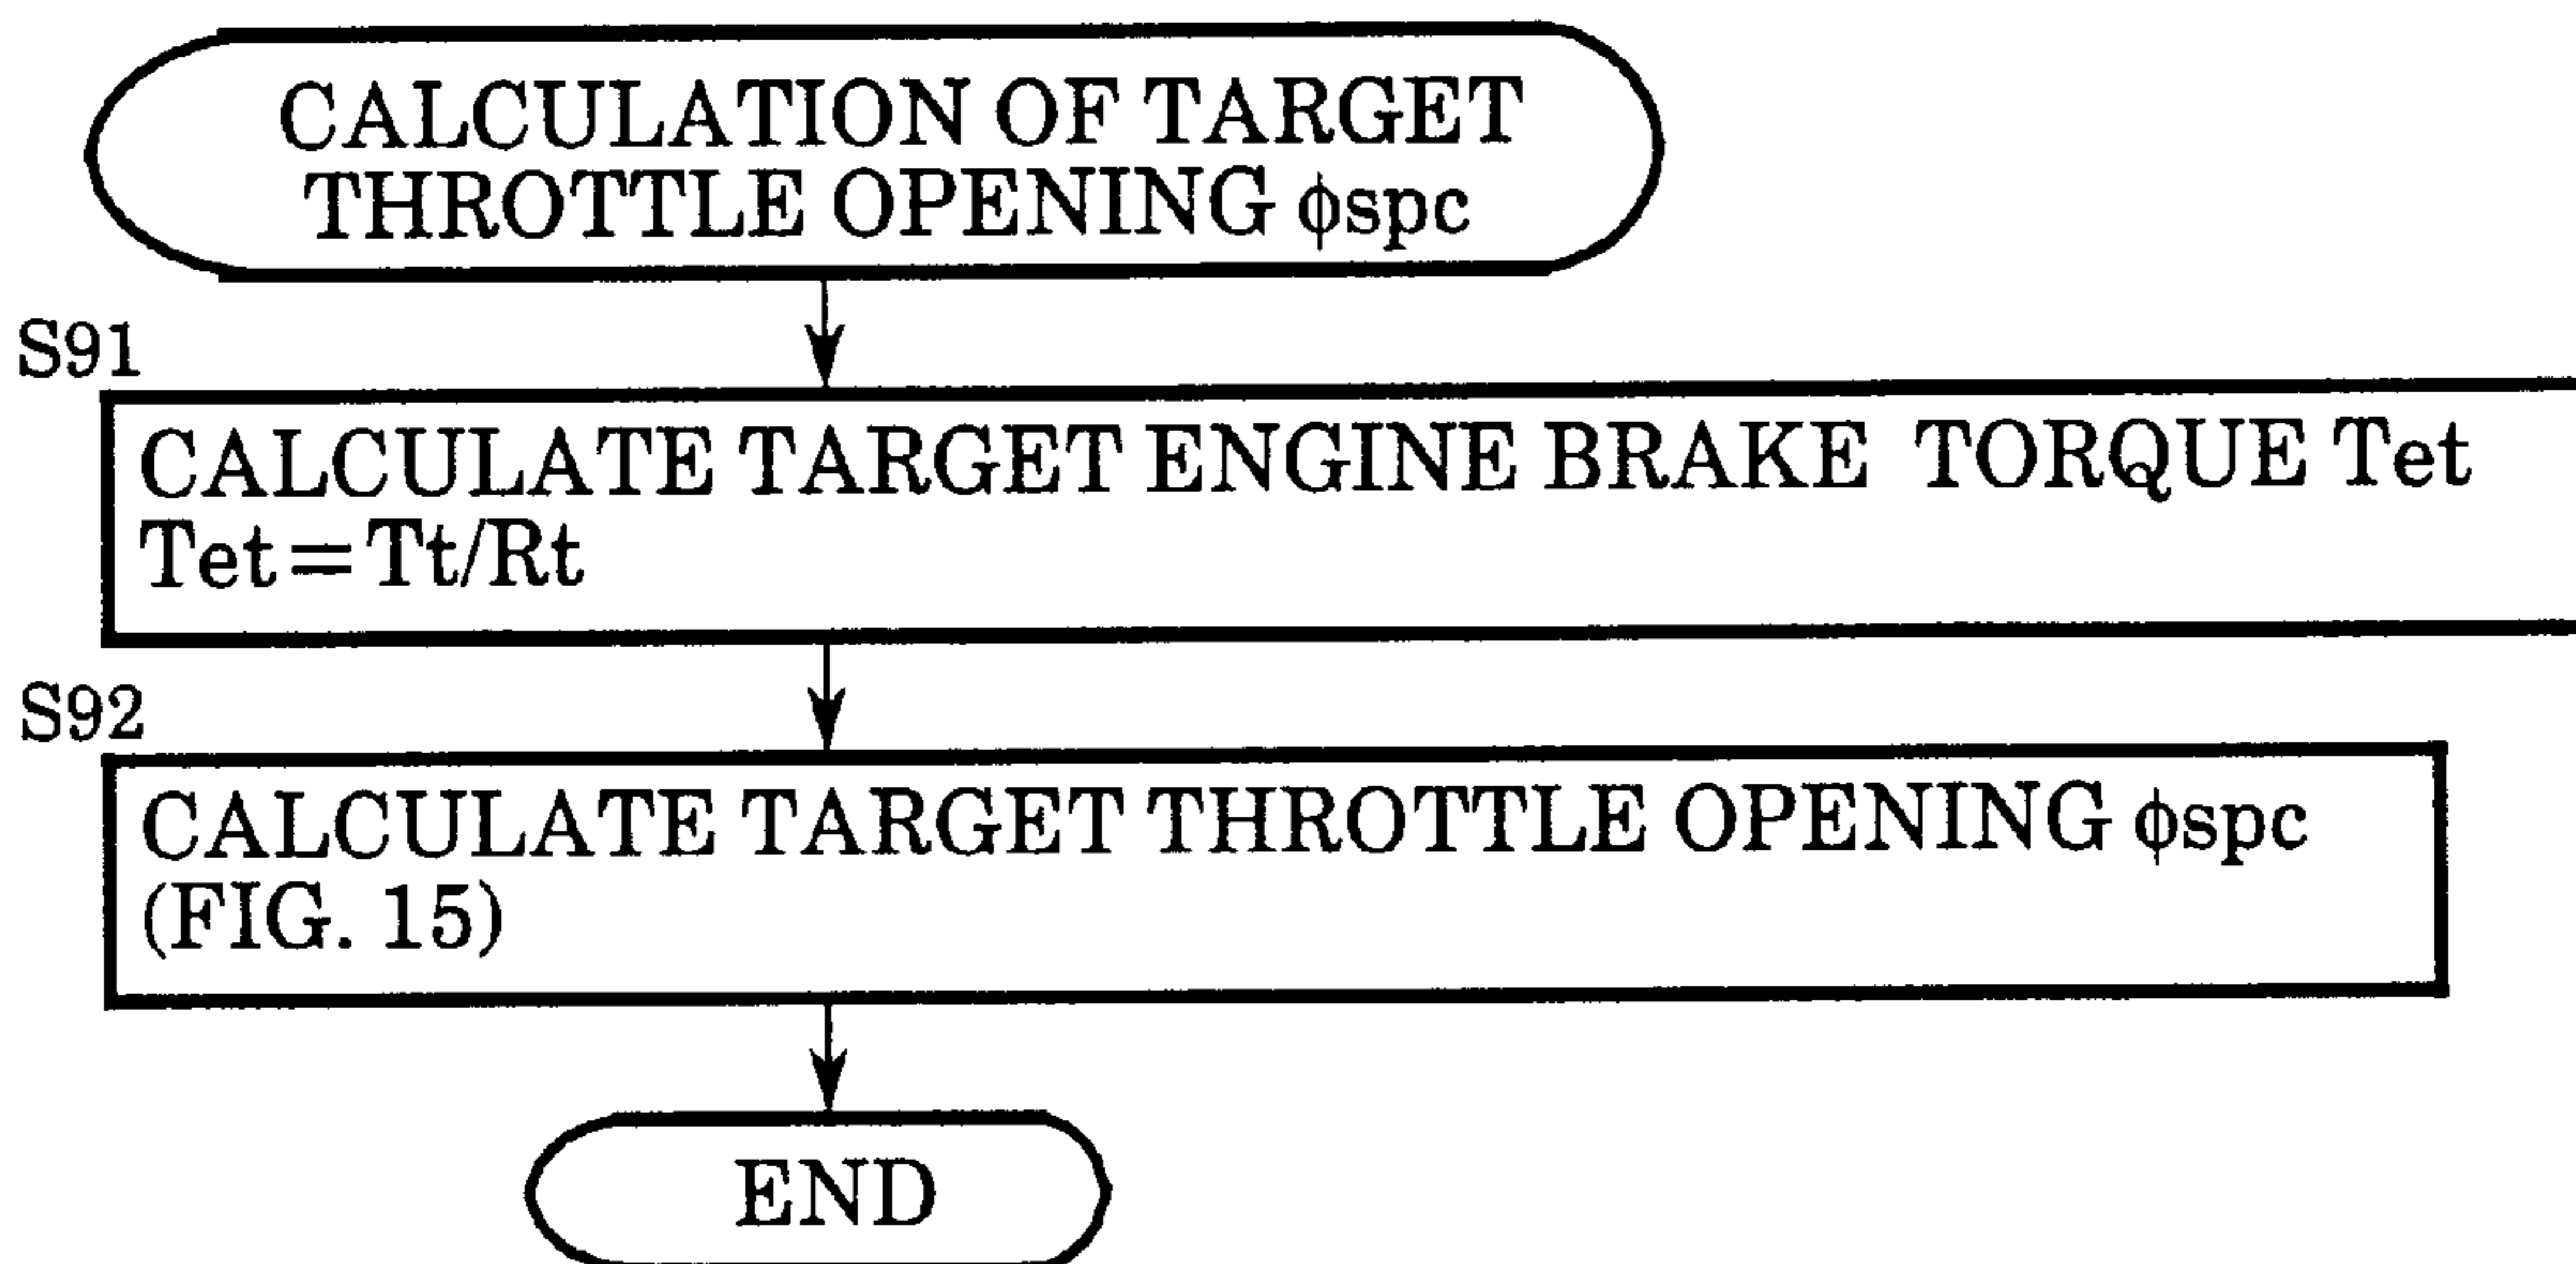 CALCULATION OF TARGET
THROTTLE OPENING ϕspc
S91
CALCULATE TARGET ENGINE BRAKE TORQUE Tet
Tet=Tt/Rt
S92
CALCULATE TARGET THROTTLE OPENING ϕspc
(FIG. 15)
END